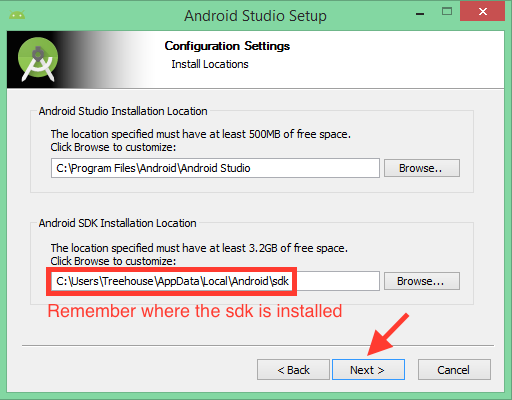 Android Studio Setup
Configuration Settings
Install Locations
Android Studio Installation Location
The location specified must have at least 500MB of free space.
Click Browse to customize:
C:\Program Files\Android\Android Studio
Browse..
Android SDK Installation Location
The location specified must have at least 3.2GB of free space.
Click Browse to customize:
C:\Users\Treehouse\AppData\Local\Android\sdk
Browse...
Remember where the sdk is installed
< Back
Next >
Cancel